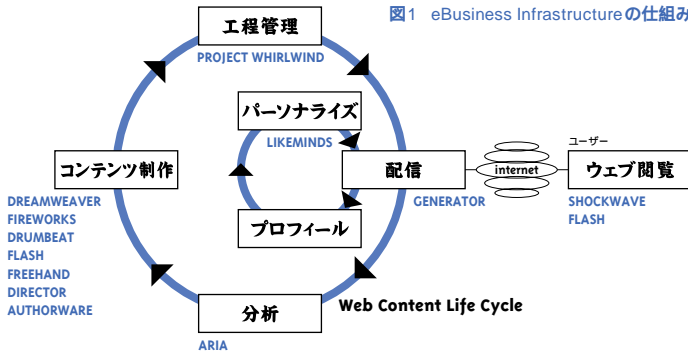 図1 eBusiness Infrastructureの仕組み
工程管理
PROJECT WHIRLWIND
パーソナライズ
LIKEMINDS
コンテンツ制作
DREAMWEAVER
FIREWORKS
DRUMBEAT
FLASH
FREEHAND
DIRECTOR
AUTHORWARE
配信
GENERATOR
internet
ユーザー
ウェブ閲覧
SHOCKWAVE
FLASH
プロフィール
分析
ARIA
Web Content Life Cycle